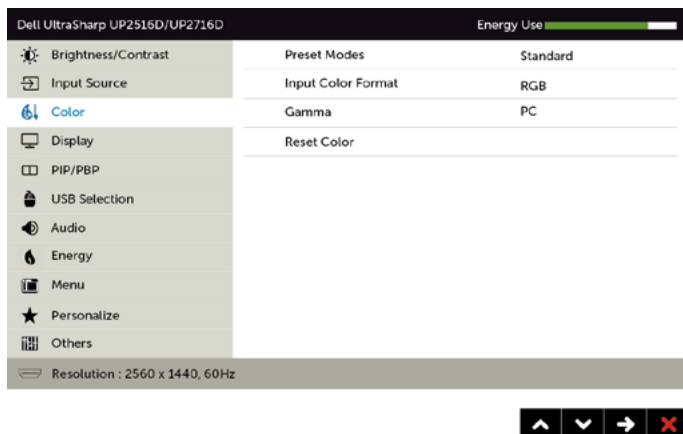 Dell UltraSharp UP2516D/UP2716D Energy Use
Brightness/Contrast
Input Source
Color
Display
PIP/PBP
USB Selection
Audio
Energy
Menu
Personalize
Others
Preset Modes Standard
Input Color Format RGB
Gamma PC
Reset Color
Resolution : 2560 x 1440, 60Hz